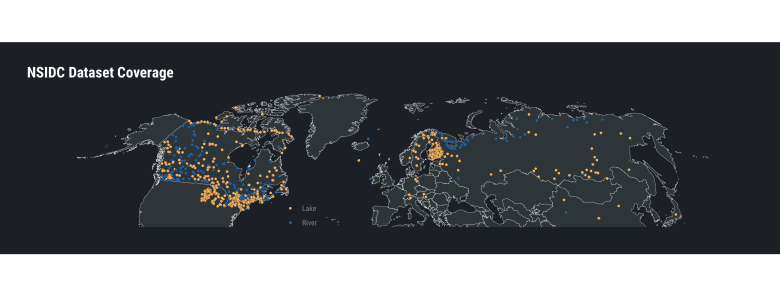 NSIDC Dataset Coverage
Lake
River